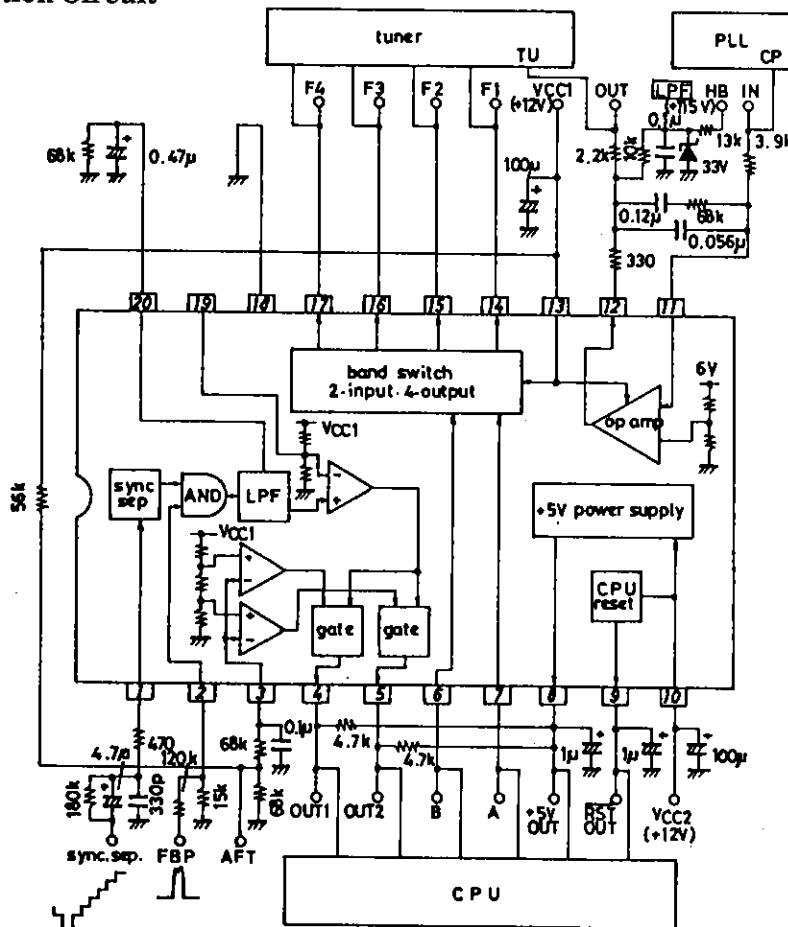 tuner
TU
PLL
CP
F4 F3 F2 F1 VCC1 OUT LPF HB IN
(+12V) (+115V)
68k 0.47μ 100μ 2.2k 10k 0.1μ 33V 13k 3.9k
0.12μ 68k
0.056μ
330
20 19 18 17 16 15 14 13 12 11
band switch
2-input·4-output
6V
op amp
VCC1
56k
sync
sep
AND
LPF
+5V power supply
VCC1
CPU
reset
gate gate
1 2 3 4 5 6 7 8 9 10
470 68k 0.1μ 4.7k
4.7μ 120k 4.7k 1μ 1μ 100μ
180k 330p 15k 68k
OUT1 OUT2 B A +5V
OUT
RST
OUT
VCC2
(+12V)
sync.sep. FBP AFT
CPU